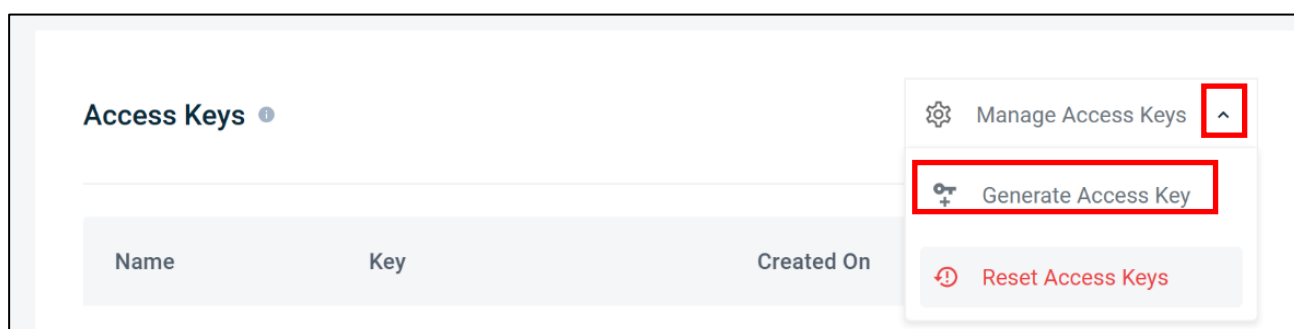 Access Keys
Manage Access Keys
Generate Access Key
Name Key Created On
Reset Access Keys